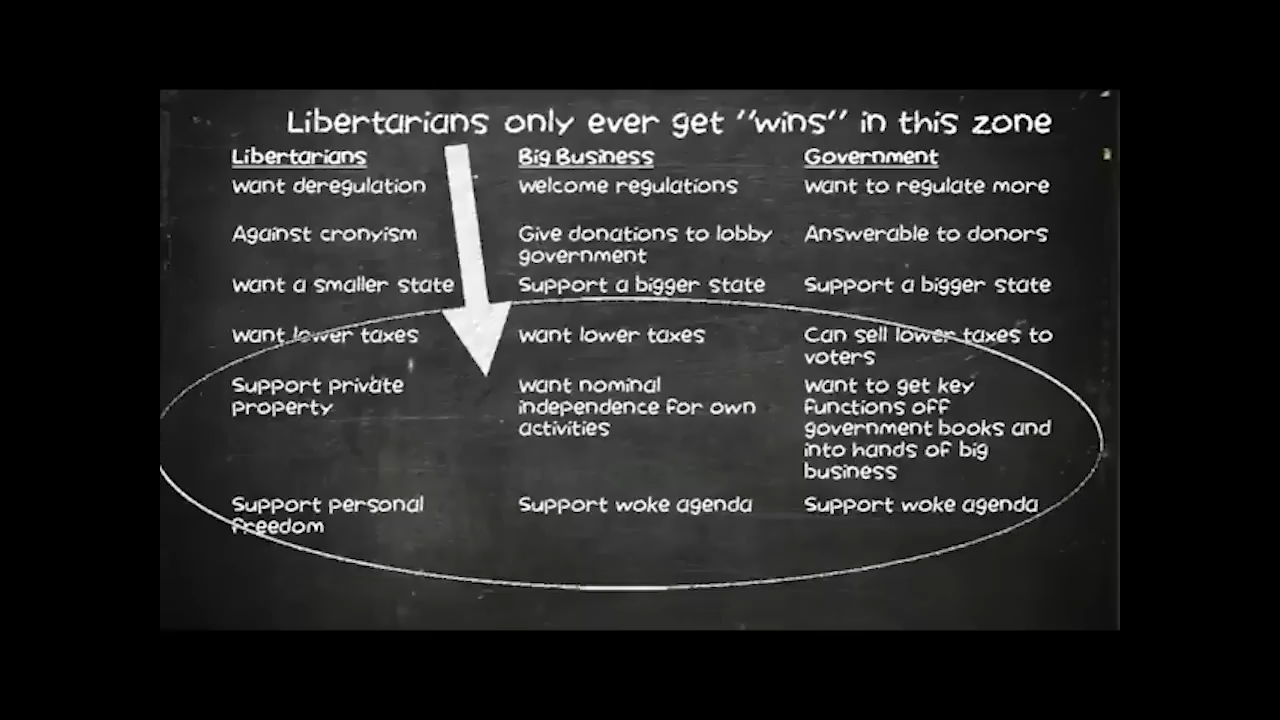 Libertarians only ever get "wins" in this zone
Libertarians Big Business Government
Want deregulation Welcome regulations Want to regulate more
Against cronyism Give donations to lobby Answerable to donors
government
Want a smaller state Support a bigger state Support a bigger state
Want lower taxes Want lower taxes Can sell lower taxes to
voters
Support private Want nominal Want to get key
property independence for own functions off
activities government books and
into hands of big
business
Support personal Support woke agenda Support woke agenda
freedom